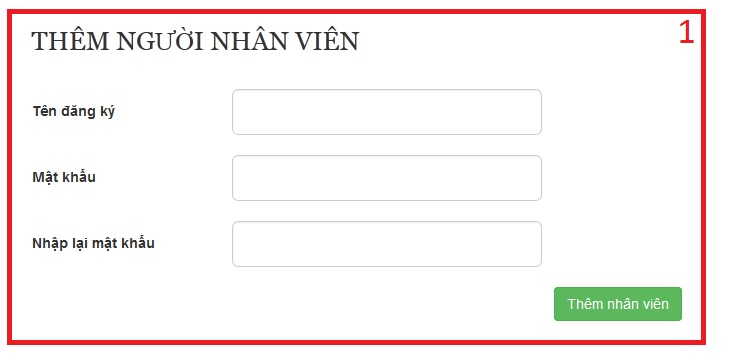 THÊM NGƯỜI NHÂN VIÊN
1
Tên đăng ký
Mật khẩu
Nhập lại mật khẩu
Thêm nhân viên